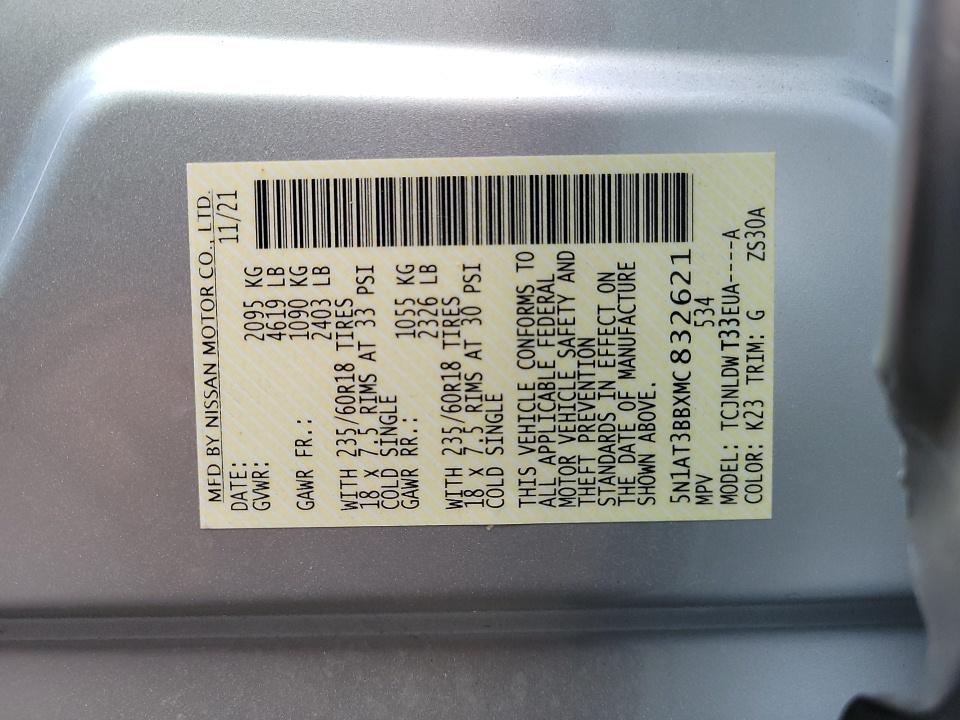 MFD BY NISSAN MOTOR CO., LTD.
DATE: 11/21
GVWR: 2095 KG
4619 LB
GAWR FR.: 1090 KG
2403 LB
WITH 235/60R18 TIRES
18 X 7.5 RIMS AT 33 PSI
COLD SINGLE
GAWR RR.: 1055 KG
2326 LB
WITH 235/60R18 TIRES
18 X 7.5 RIMS AT 30 PSI
COLD SINGLE
THIS VEHICLE CONFORMS TO
ALL APPLICABLE FEDERAL
MOTOR VEHICLE SAFETY AND
THEFT PREVENTION
STANDARDS IN EFFECT ON
THE DATE OF MANUFACTURE
SHOWN ABOVE.
5N1AT3BBXMC832621
MPV 534
MODEL: TCJNLDWT33EUA----A
COLOR: K23 TRIM: G ZS30A